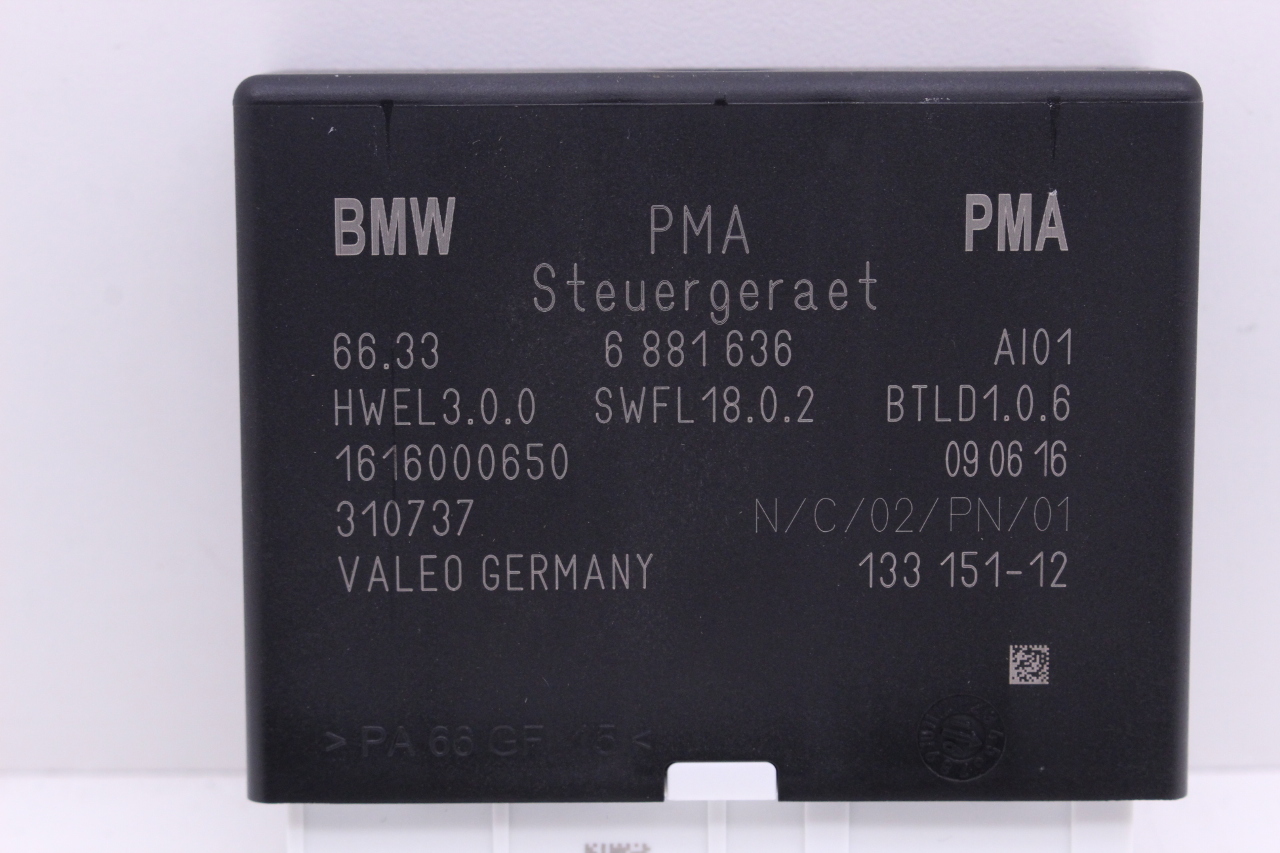 BMW PMA PMA
Steuergeraet
66.33 6 881 636 AI01
HWEL3.0.0 SWFL18.0.2 BTLD1.0.6
1616000650 09 06 16
310737 N/C/02/PN/01
VALEO GERMANY 133 151-12
> PA 66 GF 15 <